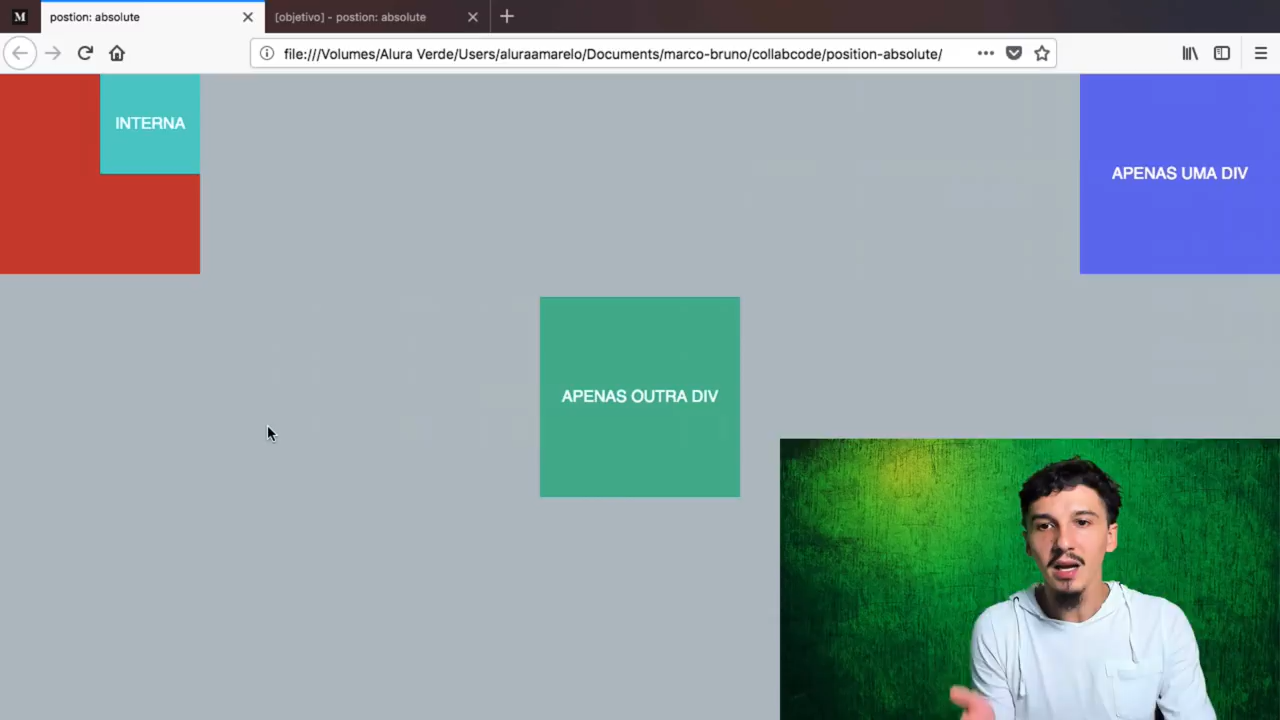 M
postion: absolute
[objetivo] - postion: absolute
file:///Volumes/Alura Verde/Users/aluraamarelo/Documents/marco-bruno/collabcode/position-absolute/
INTERNA
APENAS UMA DIV
APENAS OUTRA DIV